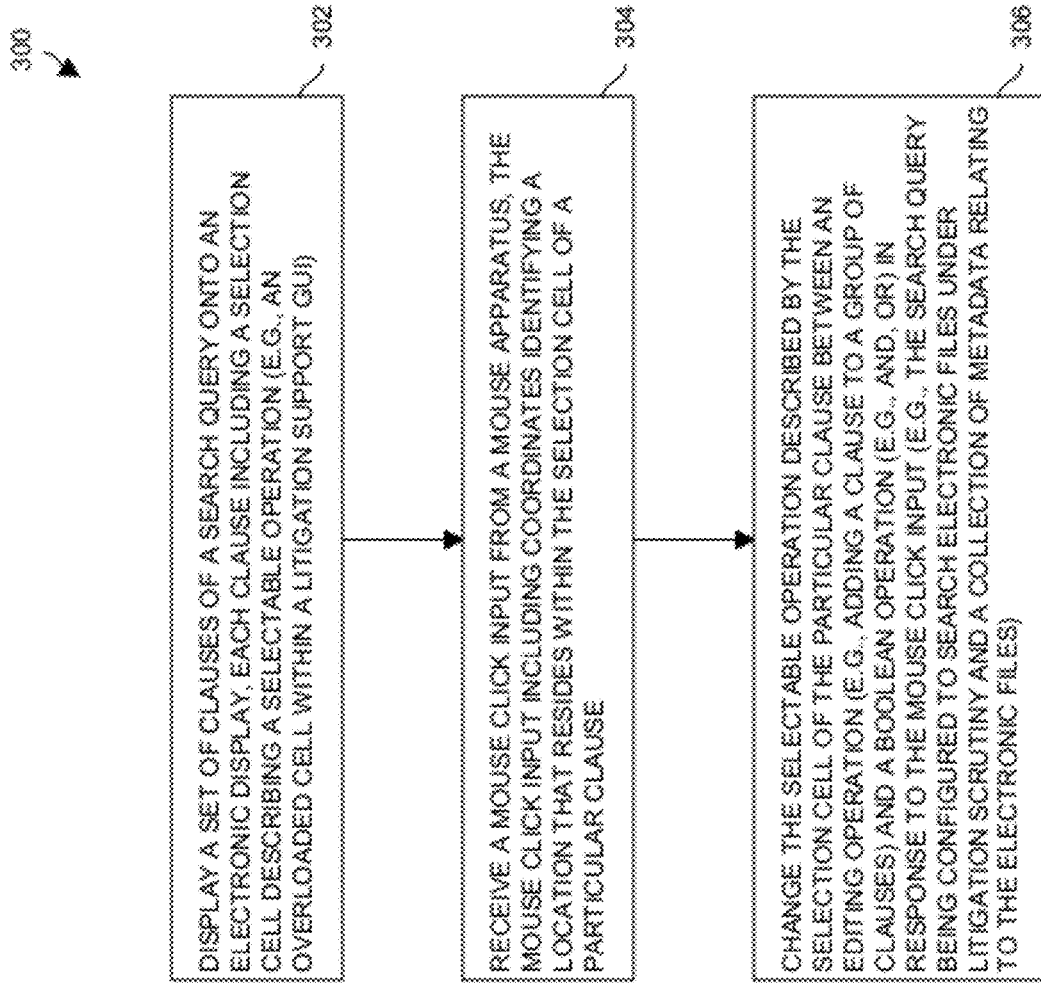 300
DISPLAY A SET OF CLAUSES OF A SEARCH QUERY ONTO AN
ELECTRONIC DISPLAY, EACH CLAUSE INCLUDING A SELECTION
CELL DESCRIBING A SELECTABLE OPERATION (E.G., AN
OVERLOADED CELL WITHIN A LITIGATION SUPPORT GUI)
302
RECEIVE A MOUSE CLICK INPUT FROM A MOUSE APPARATUS, THE
MOUSE CLICK INPUT INCLUDING COORDINATES IDENTIFYING A
LOCATION THAT RESIDES WITHIN THE SELECTION CELL OF A
PARTICULAR CLAUSE
304
CHANGE THE SELECTABLE OPERATION DESCRIBED BY THE
SELECTION CELL OF THE PARTICULAR CLAUSE BETWEEN AN
EDITING OPERATION (E.G., ADDING A CLAUSE TO A GROUP OF
CLAUSES) AND A BOOLEAN OPERATION (E.G., AND, OR) IN
RESPONSE TO THE MOUSE CLICK INPUT (E.G., THE SEARCH QUERY
BEING CONFIGURED TO SEARCH ELECTRONIC FILES UNDER
LITIGATION SCRUTINY AND A COLLECTION OF METADATA RELATING
TO THE ELECTRONIC FILES)
306